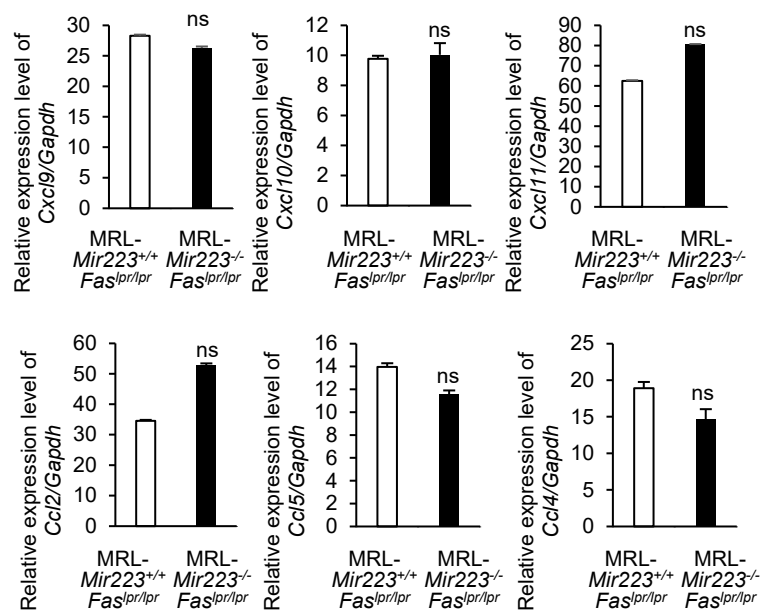 Relative expression level of
Cxcl9/Gapdh
30
25
20
15
10
5
0
ns
MRL-
Mir223+/+ Mir223-/-
Faslpr/lpr Faslpr/lpr
Relative expression level of
Cxcl10/Gapdh
12
10
8
6
4
2
0
ns
MRL-
Mir223+/+ Mir223-/-
Faslpr/lpr Faslpr/lpr
Relative expression level of
Cxcl11/Gapdh
90
80
70
60
50
40
30
20
10
0
ns
MRL-
Mir223+/+ Mir223-/-
Faslpr/lpr Faslpr/lpr
Relative expression level of
Ccl2/Gapdh
60
50
40
30
20
10
0
ns
MRL- MRL-
Mir223+/+ Mir223-/-
Faslpr/lpr Faslpr/lpr
Relative expression level of
Ccl5/Gapdh
16
14
12
10
8
6
4
2
0
ns
MRL- MRL-
Mir223+/+ Mir223-/-
Faslpr/lpr Faslpr/lpr
Relative expression level of
Ccl4/Gapdh
25
20
15
10
5
0
ns
MRL- MRL-
Mir223+/+ Mir223-/-
Faslpr/lpr Faslpr/lpr